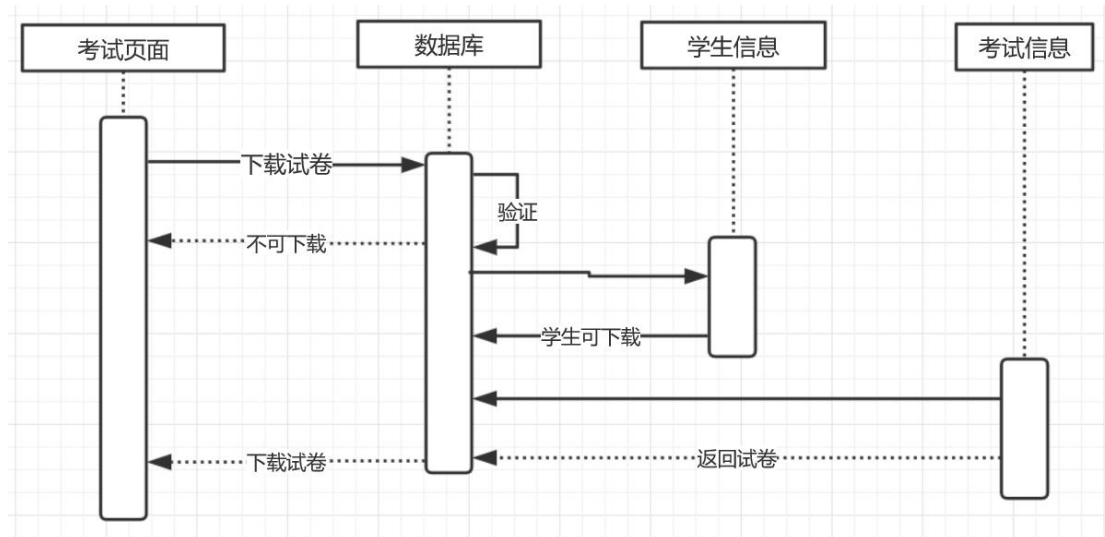 考试页面
数据库
学生信息
考试信息
下载试卷
验证
不可下载
学生可下载
返回试卷
下载试卷